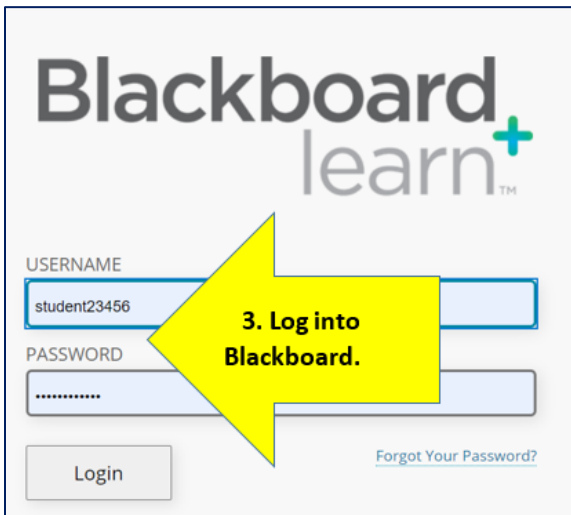 Blackboard
learn+™
USERNAME
student23456
3. Log into
Blackboard.
PASSWORD
••••••••••••
Login
Forgot Your Password?